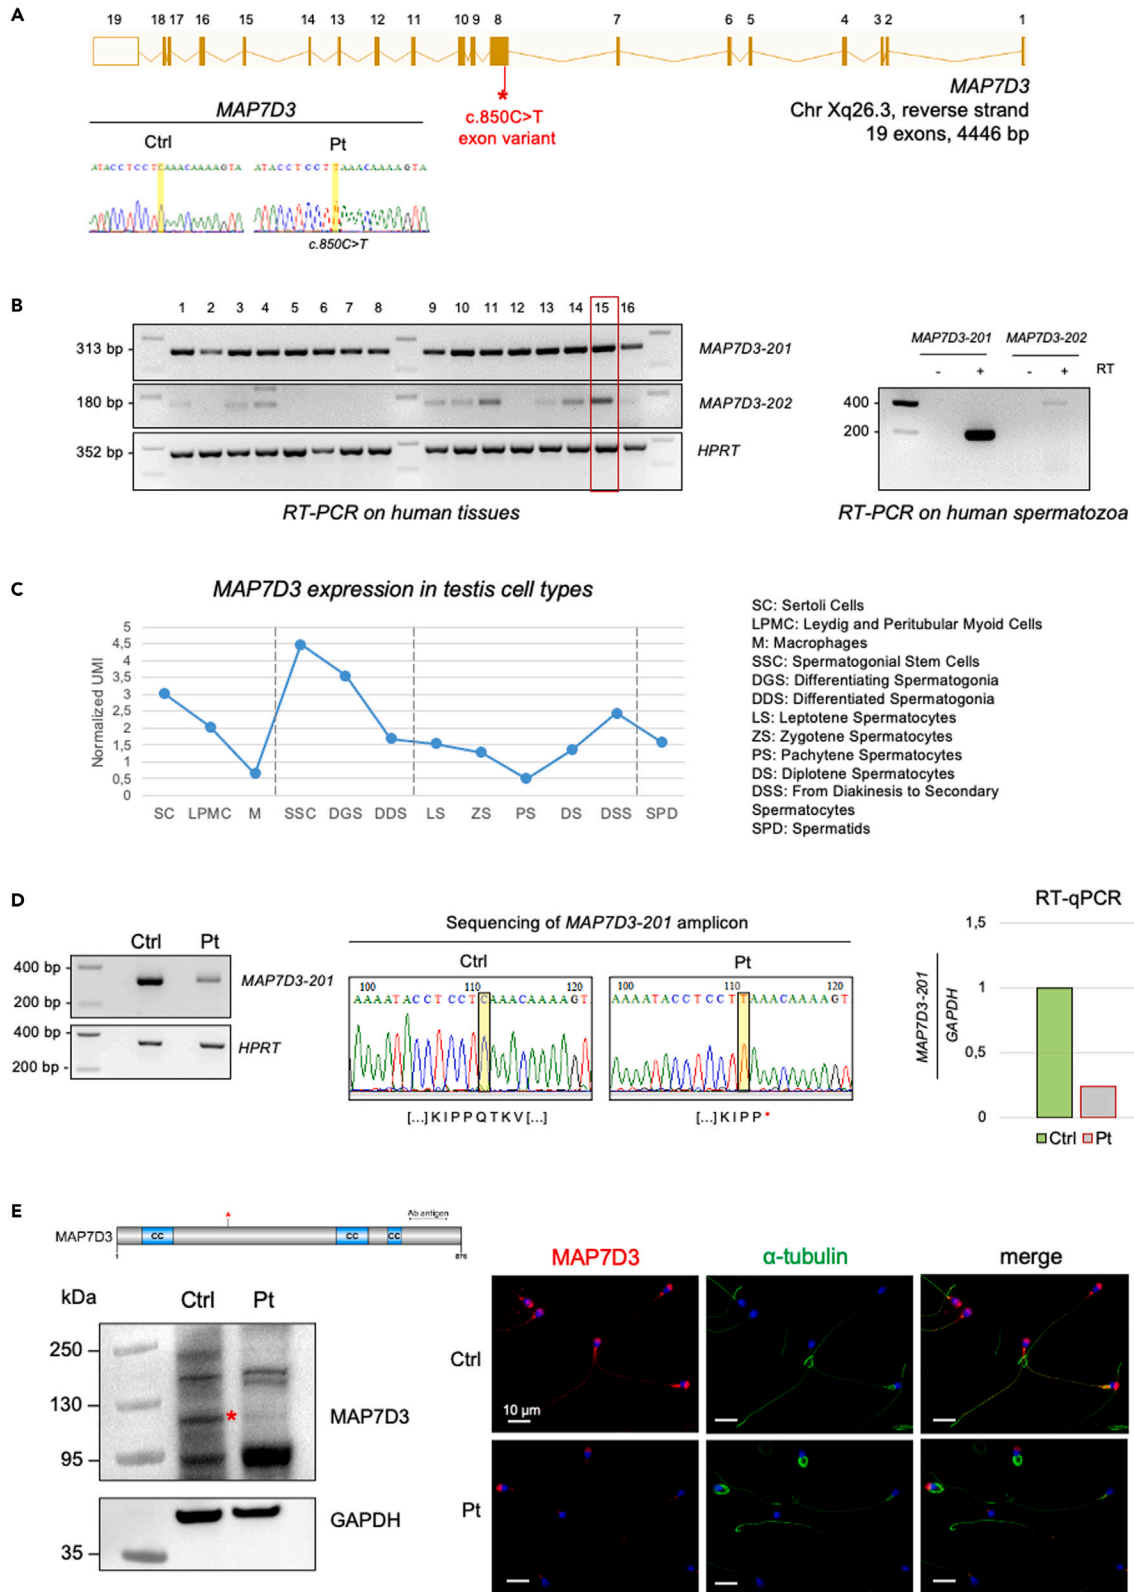 A
19 18 17 16 15 14 13 12 11 10 9 8 7 6 5 4 3 2 1
*
c.850C>T
exon variant
MAP7D3
Chr Xq26.3, reverse strand
19 exons, 4446 bp
MAP7D3
Ctrl Pt
ATACCTCCTCAAACAAAAGTA ATACCTCCTTAAACAAAAGTA
c.850C>T
B
1 2 3 4 5 6 7 8 9 10 11 12 13 14 15 16
313 bp MAP7D3-201
180 bp MAP7D3-202
352 bp HPRT
RT-PCR on human tissues
MAP7D3-201 MAP7D3-202
- + - + RT
400
200
RT-PCR on human spermatozoa
C
MAP7D3 expression in testis cell types
Normalized UMI
5
4,5
4
3,5
3
2,5
2
1,5
1
0,5
0
SC LPMC M SSC DGS DDS LS ZS PS DS DSS SPD
SC: Sertoli Cells
LPMC: Leydig and Peritubular Myoid Cells
M: Macrophages
SSC: Spermatogonial Stem Cells
DGS: Differentiating Spermatogonia
DDS: Differentiated Spermatogonia
LS: Leptotene Spermatocytes
ZS: Zygotene Spermatocytes
PS: Pachytene Spermatocytes
DS: Diplotene Spermatocytes
DSS: From Diakinesis to Secondary
Spermatocytes
SPD: Spermatids
D
Ctrl Pt
400 bp
200 bp
MAP7D3-201
400 bp
200 bp
HPRT
Sequencing of MAP7D3-201 amplicon
Ctrl Pt
100 110 120 100 110 120
AAAATACCTCCTCAAACAAAAGT AAAATACCTCCTTAAACAAAAGT
[...]KIPPQTKV[...] [...]KIPP*
RT-qPCR
MAP7D3-201
GAPDH
1,5
1
0,5
0
Ctrl Pt
E
*
Ab antigen
MAP7D3 CC CC CC
1 876
kDa Ctrl Pt
250
130
95
*
MAP7D3
35
GAPDH
MAP7D3 α-tubulin merge
Ctrl
10 µm
Pt